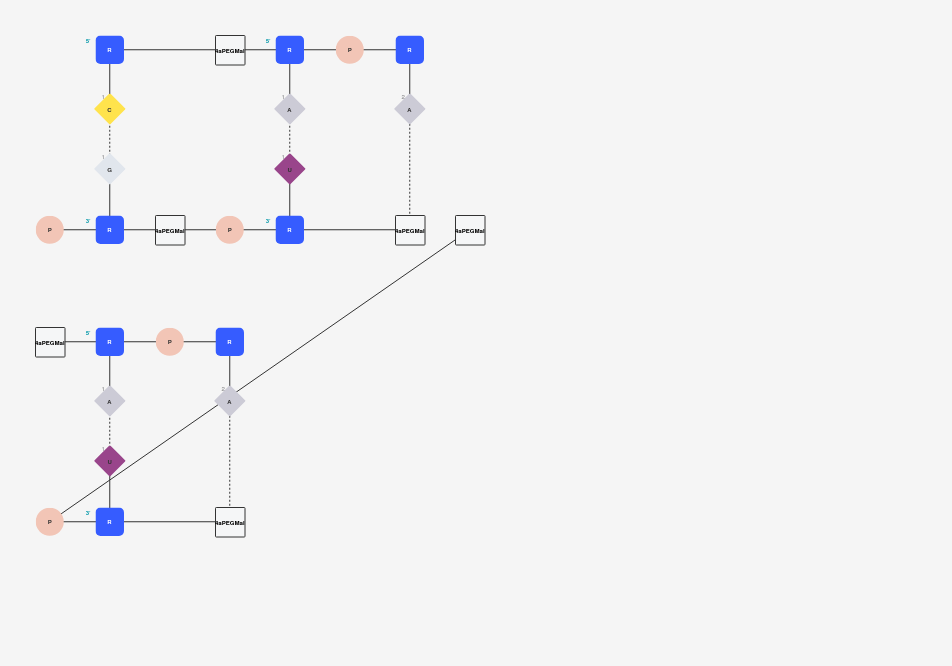 5' R 4aPEGMal 5' R P R
1 C 1 A 2 A
1 G 1 U
P 3' R 4aPEGMal P 3' R 4aPEGMal 4aPEGMal
4aPEGMal 5' R P R
1 A 2 A
1 U
P 3' R 4aPEGMal